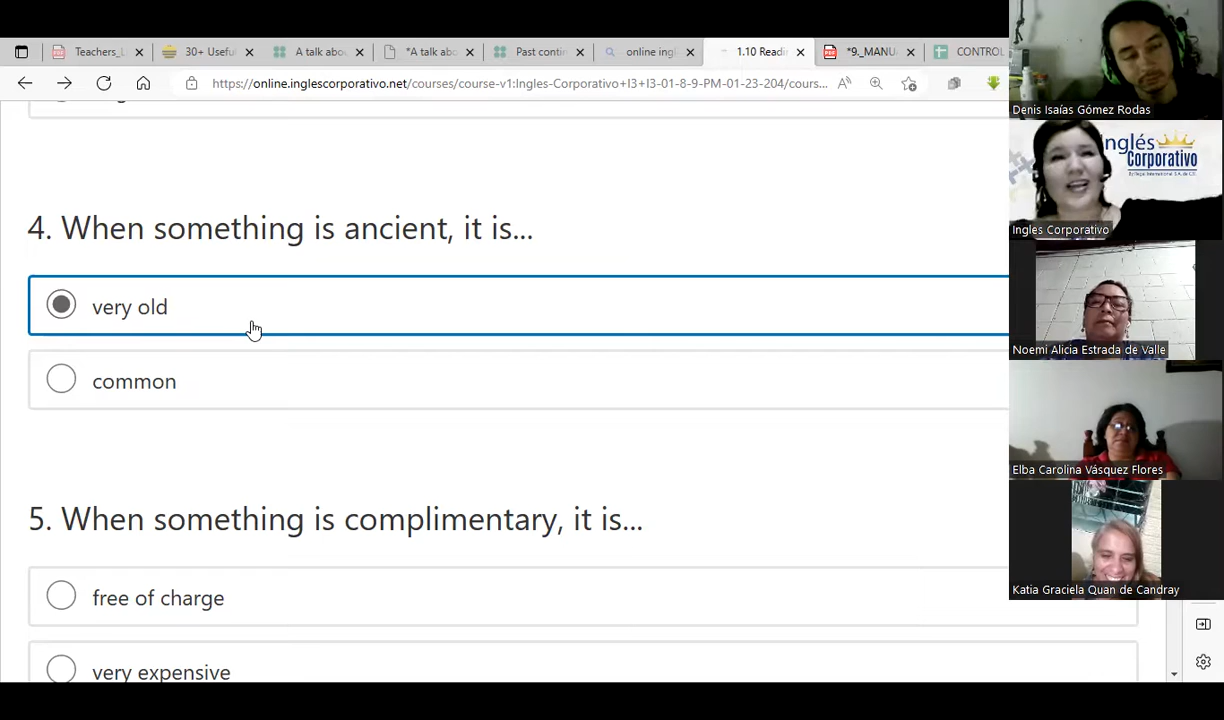 Teachers_L
30+ Usefu
A talk abo
*A talk ab
Past contin
online ingl
1.10 Readi
*9._MANU
CONTROL
https://online.inglescorporativo.net/courses/course-v1:Ingles-Corporativo+I3+I3-01-8-9-PM-01-23-204/cours...
4. When something is ancient, it is...
very old
common
5. When something is complimentary, it is...
free of charge
very expensive
Denis Isaías Gómez Rodas
Inglés
Corporativo
Ingles Corporativo
Noemi Alicia Estrada de Valle
Elba Carolina Vásquez Flores
Katia Graciela Quan de Candray